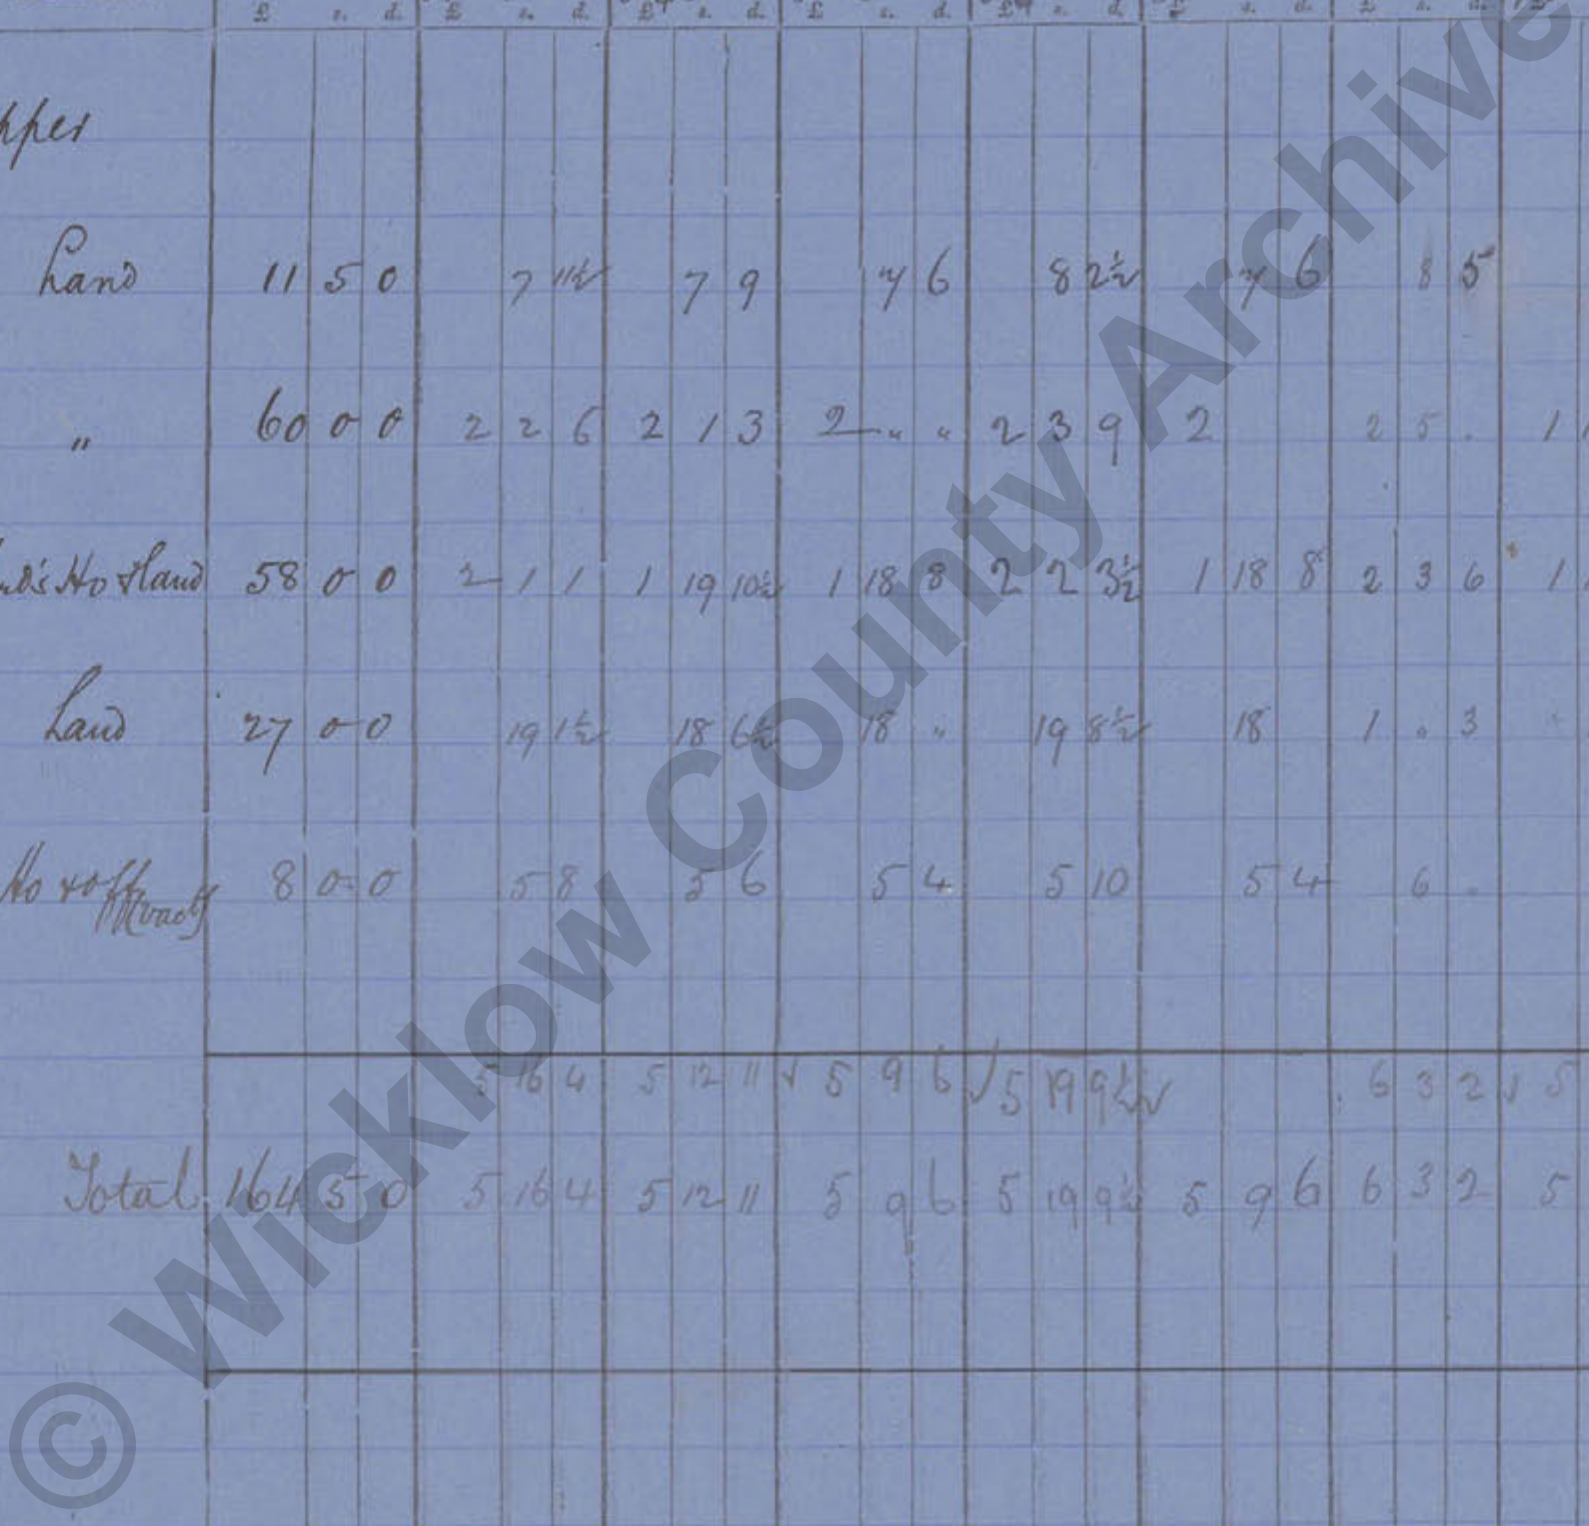 £ s. d. £ s. d. £ s. d. £ s. d. £ s. d. £ s. d. £ s. d.
Land 11 5 0 7 11½ 7 9 7 6 8 2½ 7 6 8 5
" 60 0 0 2 2 6 2 1 3 2 " " 2 3 9 2 2 5 . 1
Ho & Land 58 0 0 2 1 1 1 19 10½ 1 18 8 2 2 3½ 1 18 8 2 3 6 1
Land 27 0 0 19 1½ 18 6½ 18 " 19 8½ 18 1 " 3
Ho & off 8 0 0 5 8 5 6 5 4 5 10 5 4 6 .
5 16 4 5 12 11 ✓ 5 9 6 ✓ 5 19 9½ ✓ 6 3 2 ✓ 5
Total 164 5 0 5 16 4 5 12 11 5 9 6 5 19 9½ 5 9 6 6 3 2 5
© Wicklow County Archive